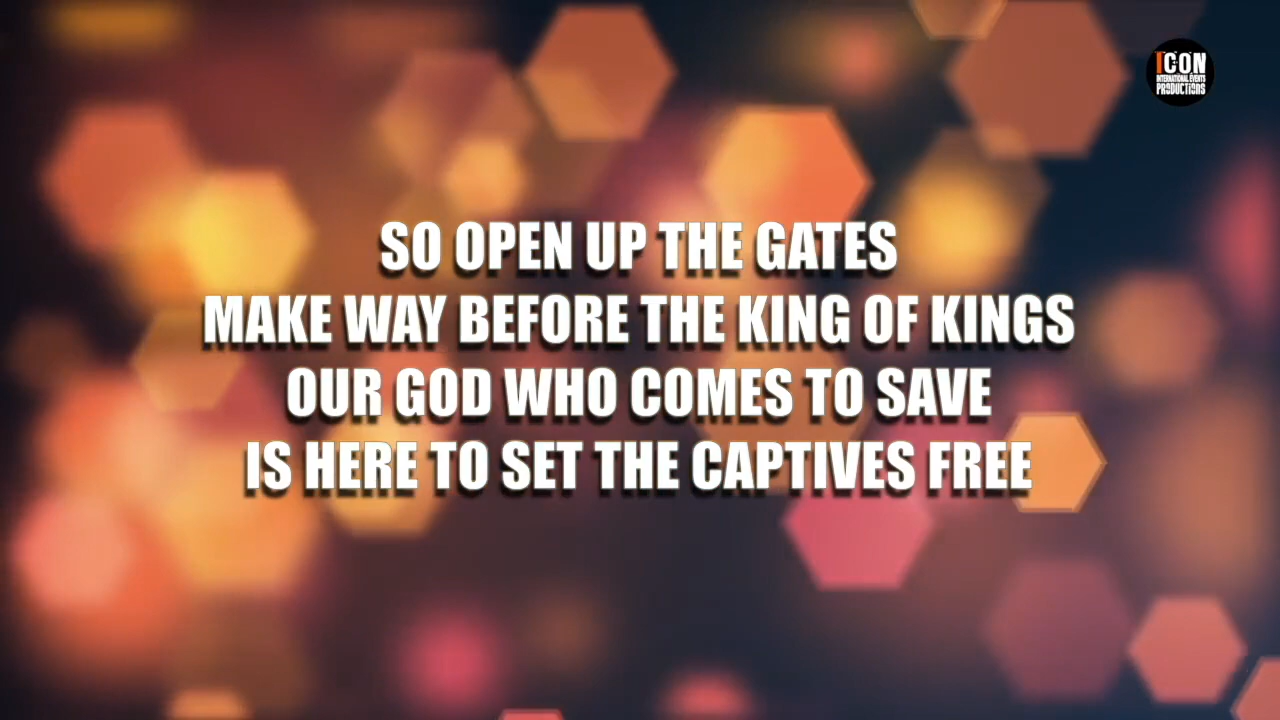 ICON
INTERNATIONAL EVENTS
PRODUCTIONS
SO OPEN UP THE GATES
MAKE WAY BEFORE THE KING OF KINGS
OUR GOD WHO COMES TO SAVE
IS HERE TO SET THE CAPTIVES FREE